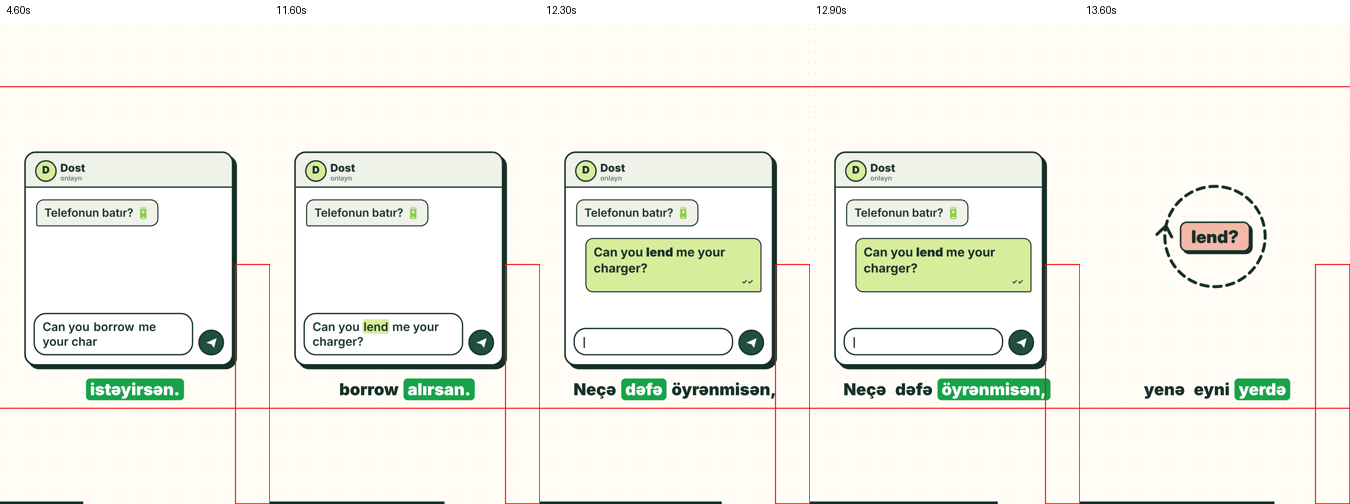 4.60s
11.60s
12.30s
12.90s
13.60s
D Dost
onlayn
Telefonun batır?
Can you borrow me
your char
istəyirsən.
D Dost
onlayn
Telefonun batır?
Can you lend me your
charger?
borrow alırsan.
D Dost
onlayn
Telefonun batır?
Can you lend me your
charger?
|
Neçə dəfə öyrənmisən,
D Dost
onlayn
Telefonun batır?
Can you lend me your
charger?
|
Neçə dəfə öyrənmisən,
lend?
yenə eyni yerdə